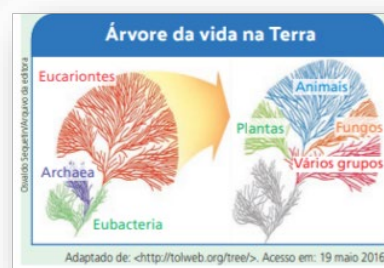 Árvore da vida na Terra
Eucariontes
Archaea
Eubacteria
Animais
Plantas
Fungos
Vários grupos
Osvaldo Sequetin/Arquivo da editora
Adaptado de: <http://tolweb.org/tree/>. Acesso em: 19 maio 2016